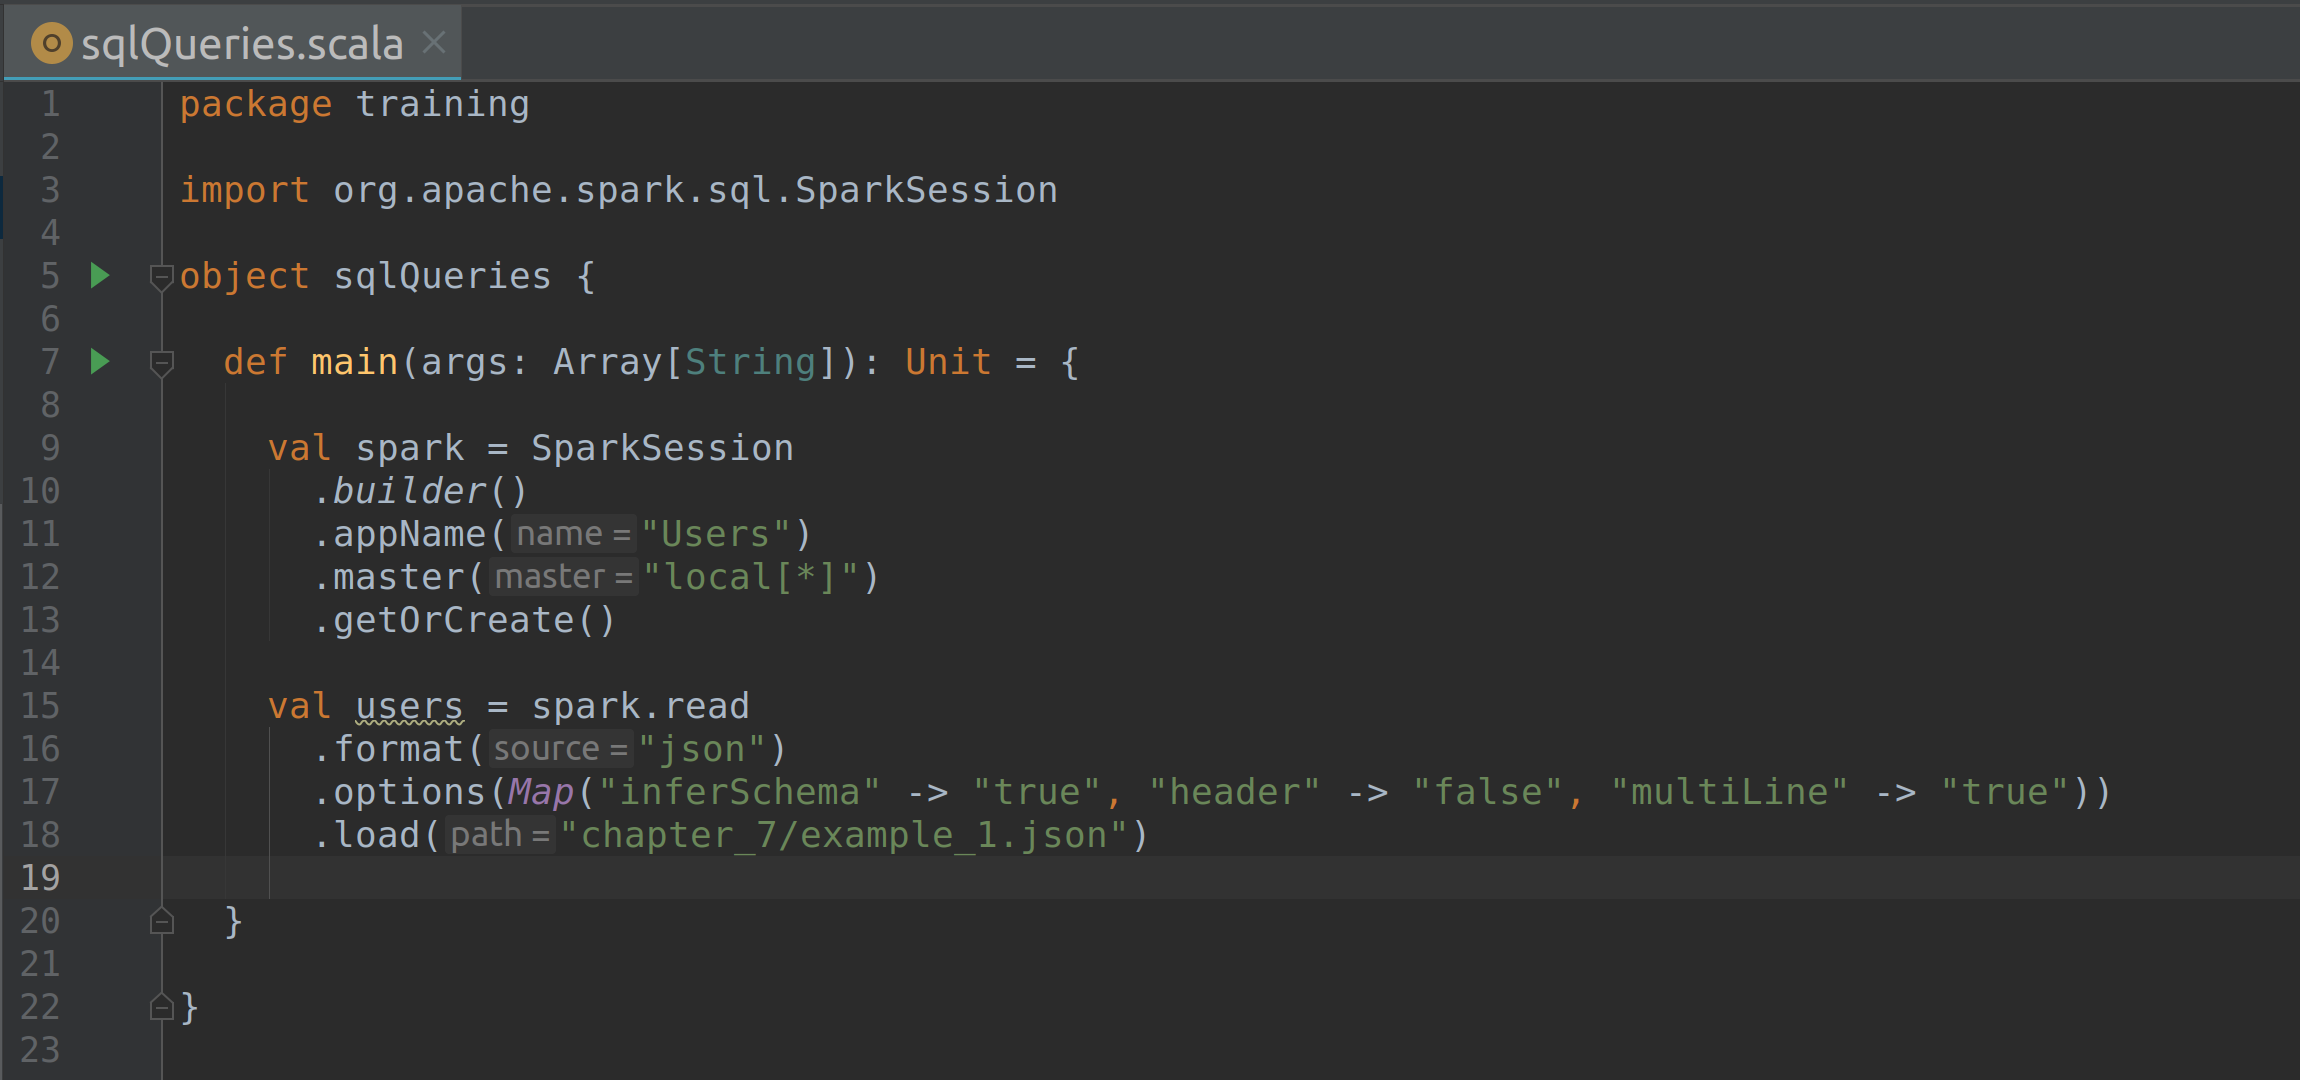 sqlQueries.scala
1 package training
2
3 import org.apache.spark.sql.SparkSession
4
5 object sqlQueries {
6
7 def main(args: Array[String]): Unit = {
8
9 val spark = SparkSession
10 .builder()
11 .appName( name = "Users")
12 .master( master = "local[*]")
13 .getOrCreate()
14
15 val users = spark.read
16 .format( source = "json")
17 .options(Map("inferSchema" -> "true", "header" -> "false", "multiLine" -> "true"))
18 .load( path = "chapter_7/example_1.json")
19
20 }
21
22 }
23